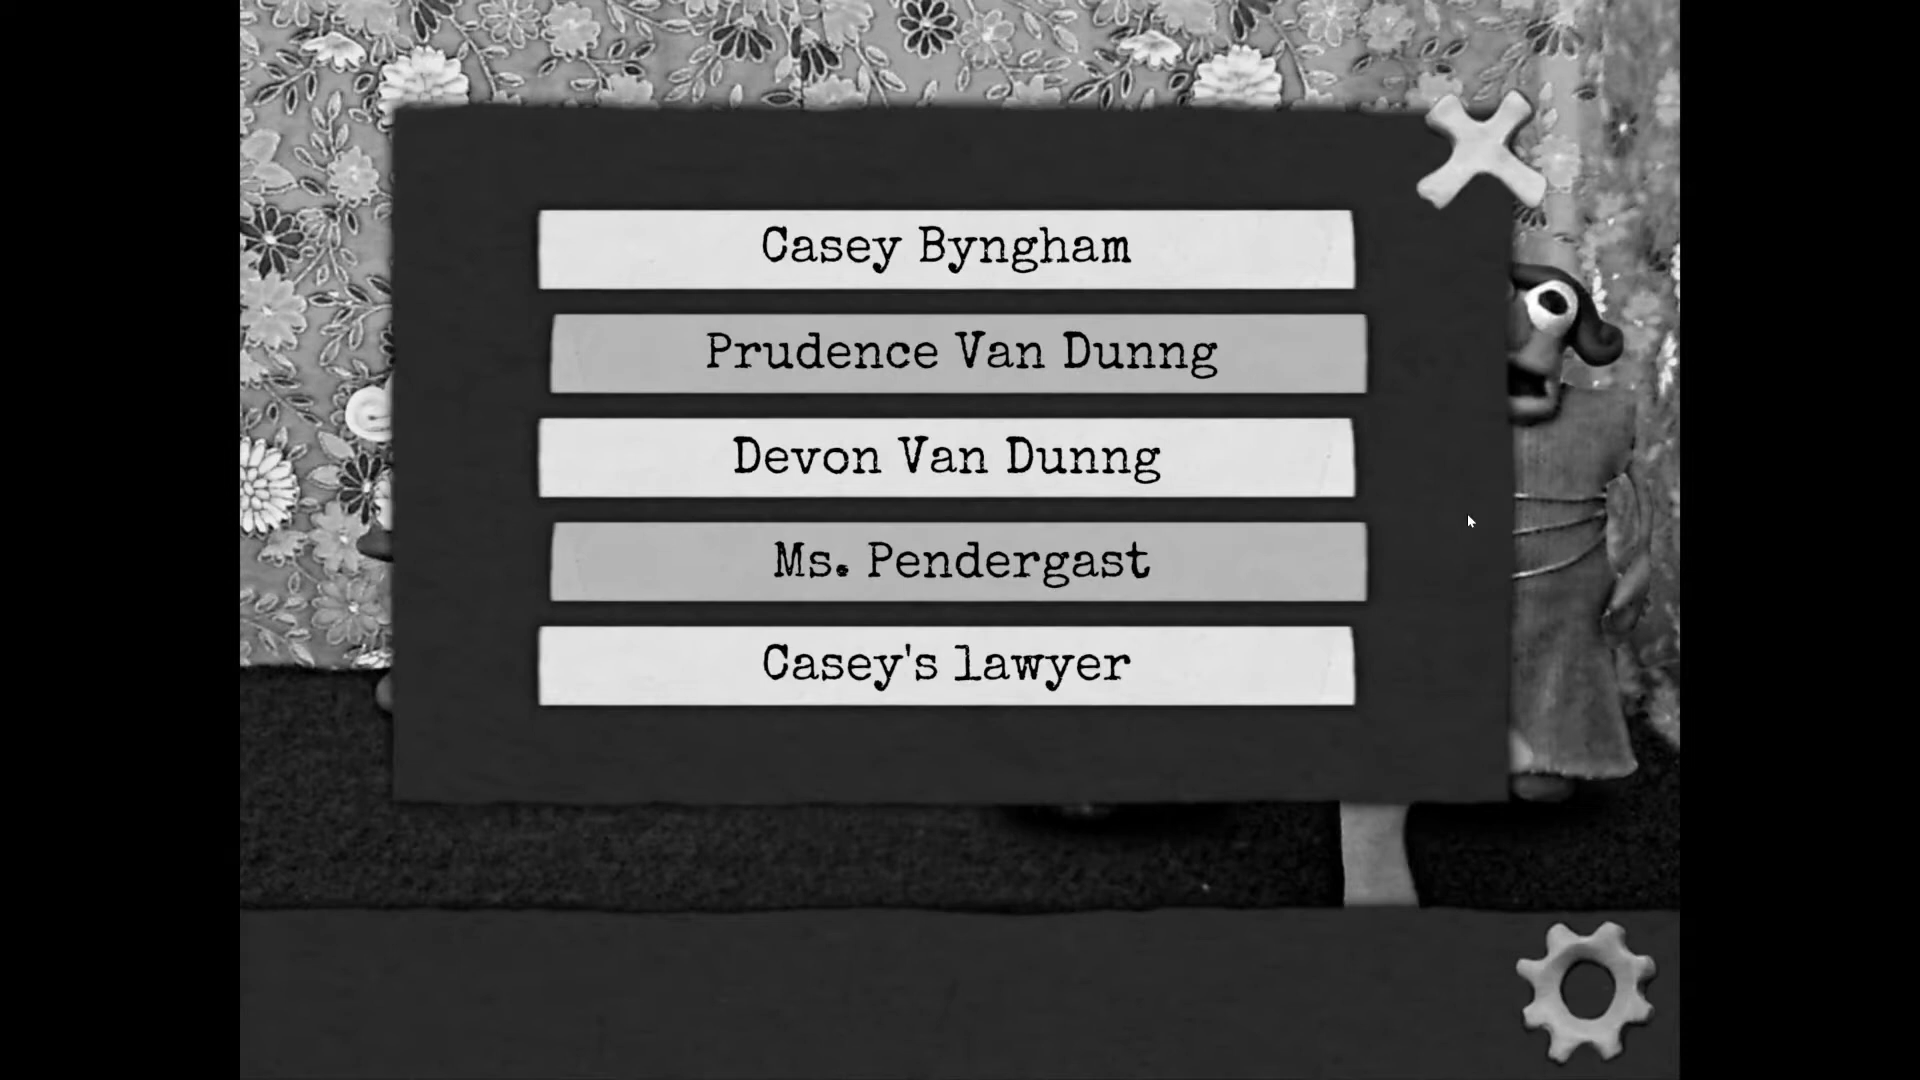 Casey Byngham
Prudence Van Dunng
Devon Van Dunng
Ms. Pendergast
Casey's lawyer